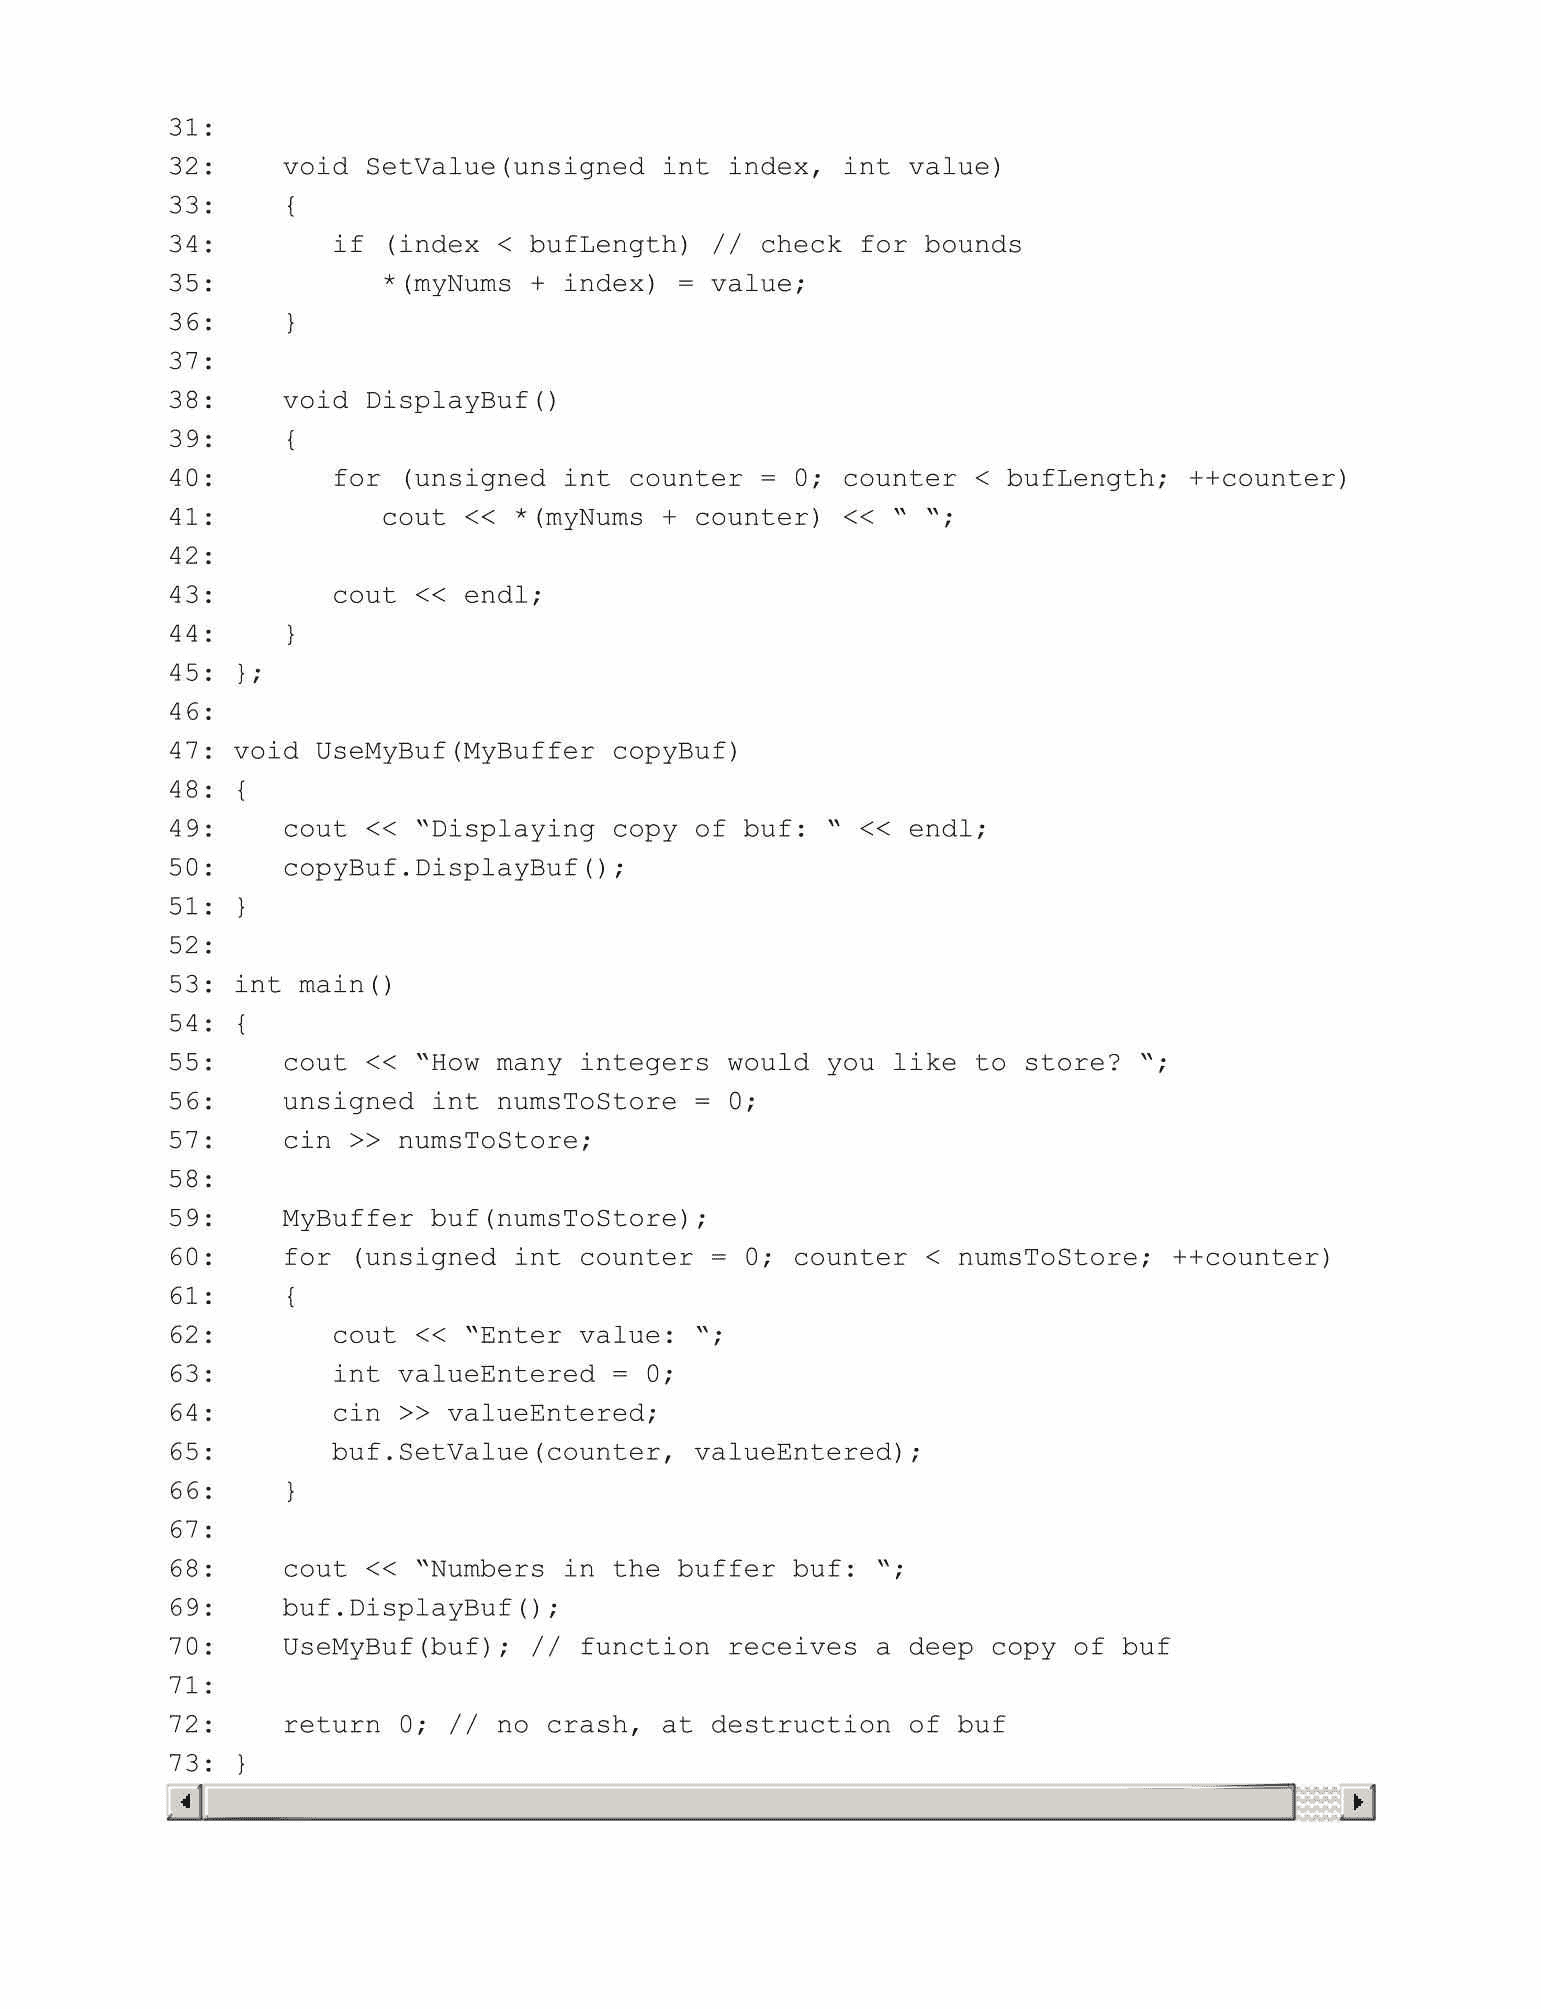 31:
32:    void SetValue(unsigned int index, int value)
33:    {
34:       if (index < bufLength) // check for bounds
35:          *(myNums + index) = value;
36:    }
37:
38:    void DisplayBuf()
39:    {
40:       for (unsigned int counter = 0; counter < bufLength; ++counter)
41:          cout << *(myNums + counter) << “ “;
42:
43:       cout << endl;
44:    }
45: };
46:
47: void UseMyBuf(MyBuffer copyBuf)
48: {
49:    cout << “Displaying copy of buf: “ << endl;
50:    copyBuf.DisplayBuf();
51: }
52:
53: int main()
54: {
55:    cout << “How many integers would you like to store? “;
56:    unsigned int numsToStore = 0;
57:    cin >> numsToStore;
58:
59:    MyBuffer buf(numsToStore);
60:    for (unsigned int counter = 0; counter < numsToStore; ++counter)
61:    {
62:       cout << “Enter value: “;
63:       int valueEntered = 0;
64:       cin >> valueEntered;
65:       buf.SetValue(counter, valueEntered);
66:    }
67:
68:    cout << “Numbers in the buffer buf: “;
69:    buf.DisplayBuf();
70:    UseMyBuf(buf); // function receives a deep copy of buf
71:
72:    return 0; // no crash, at destruction of buf
73: }